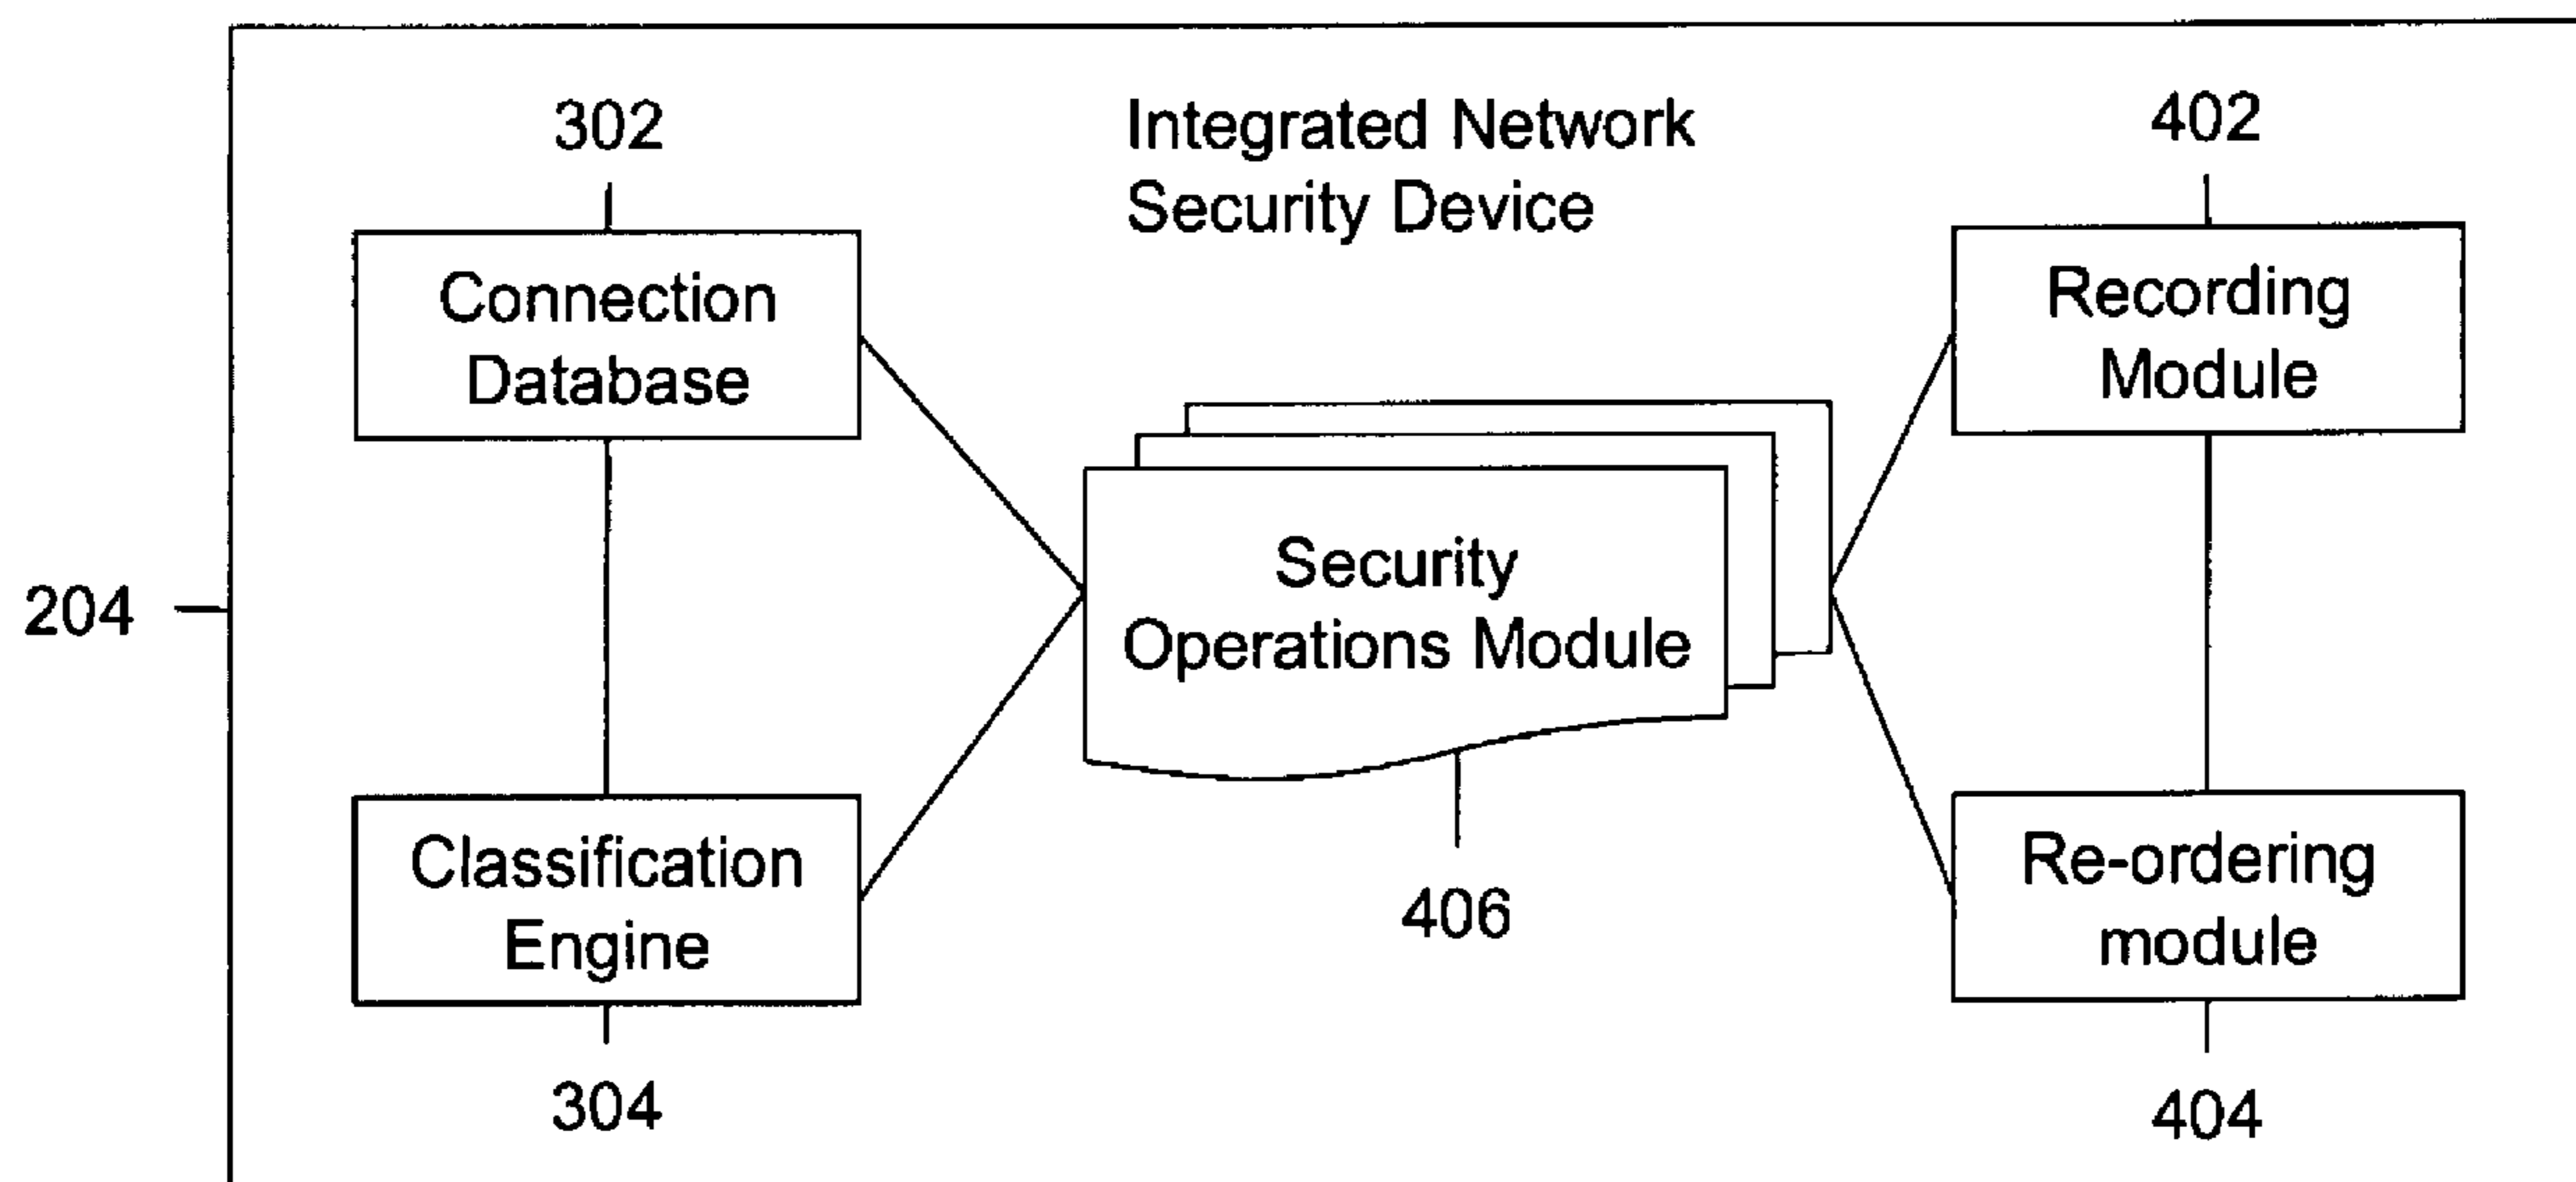 302
Integrated Network
Security Device
402
Connection
Database
Recording
Module
204
Security
Operations Module
406
Classification
Engine
Re-ordering
module
304
404